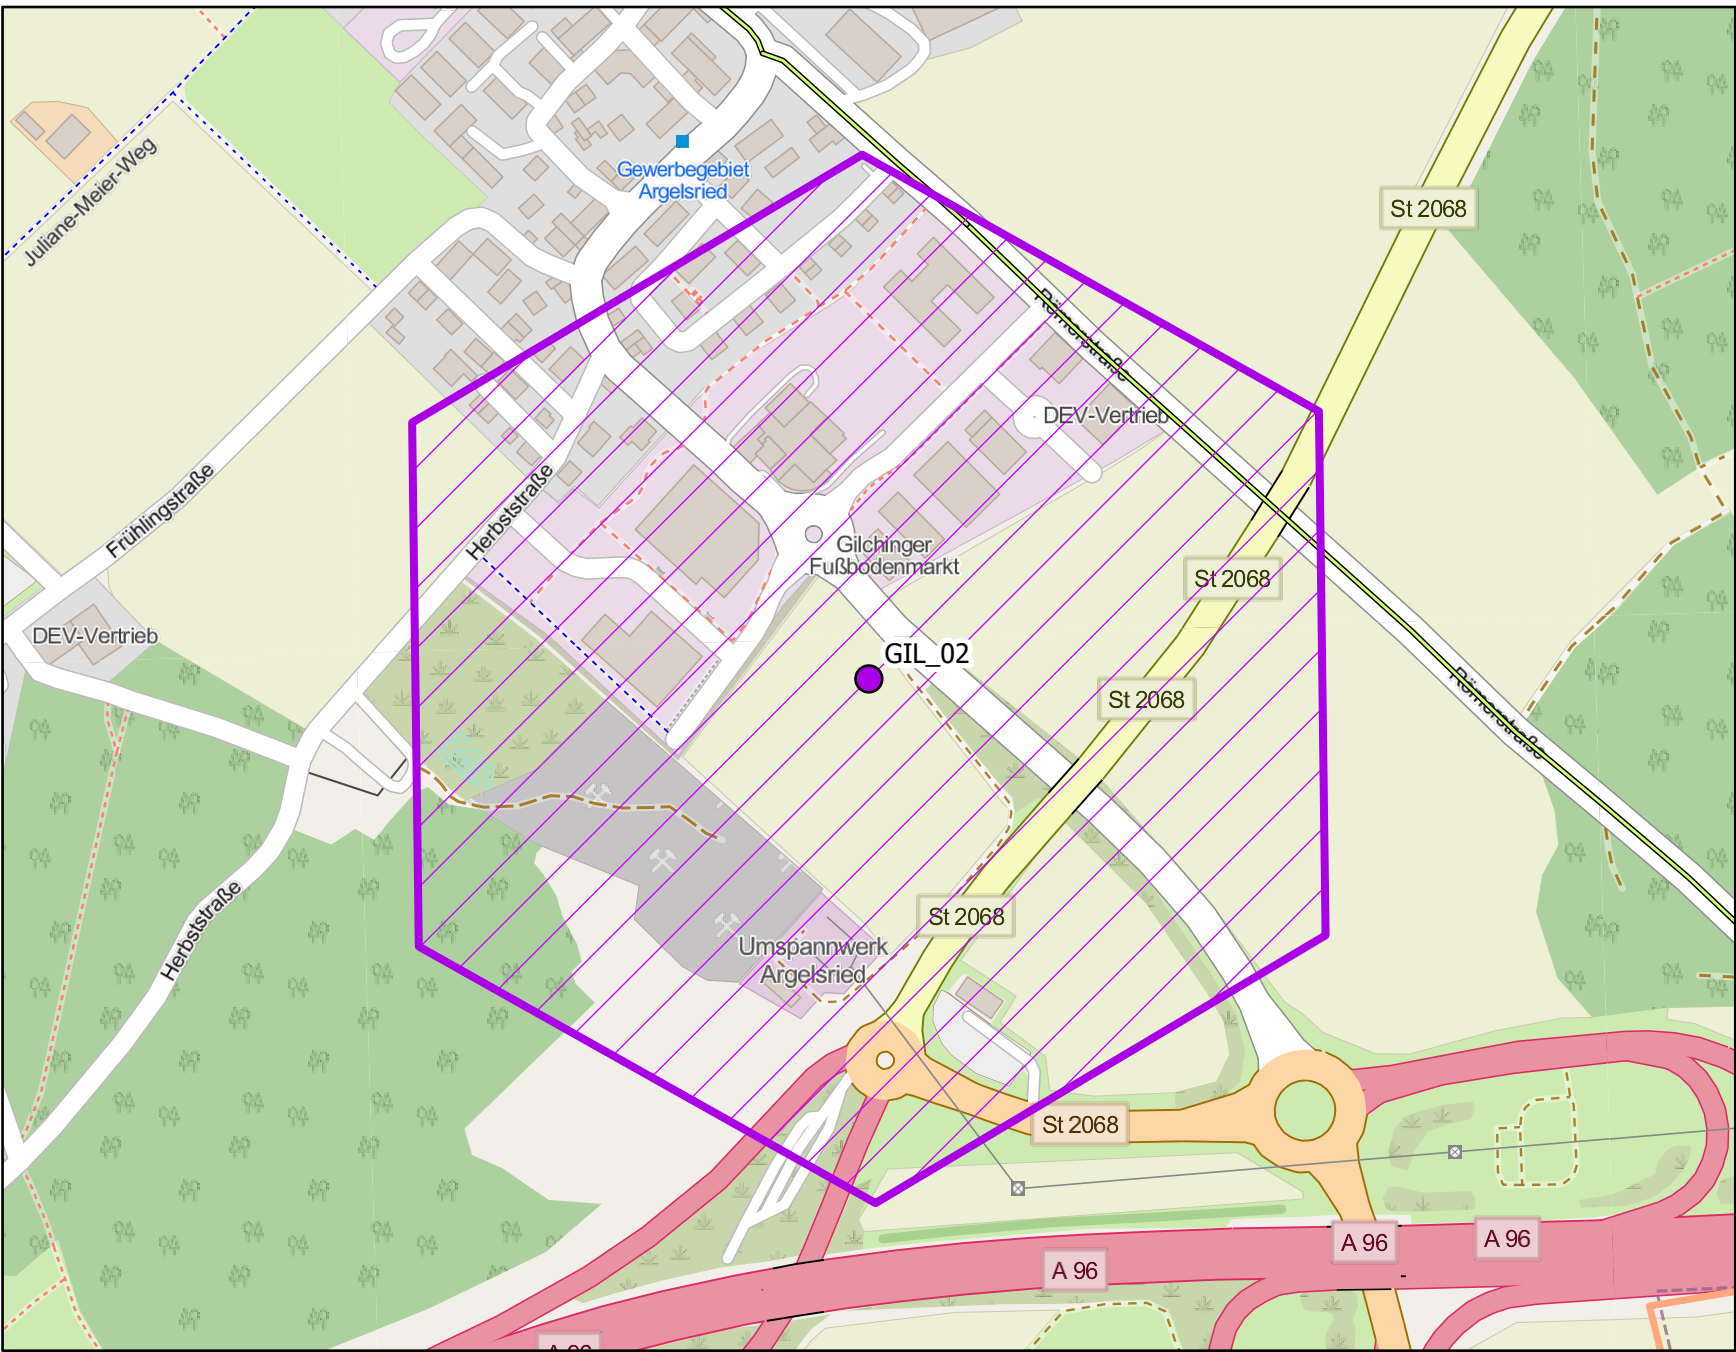 Juliane-Meier-Weg
Gewerbegebiet
Argelsried
St 2068
Römerstraße
DEV-Vertrieb
Frühlingstraße
Herbststraße
Gilchinger
Fußbodenmarkt
St 2068
DEV-Vertrieb
GIL_02
St 2068
Römerstraße
Herbststraße
St 2068
Umspannwerk
Argelsried
St 2068
A 96
A 96
A 96